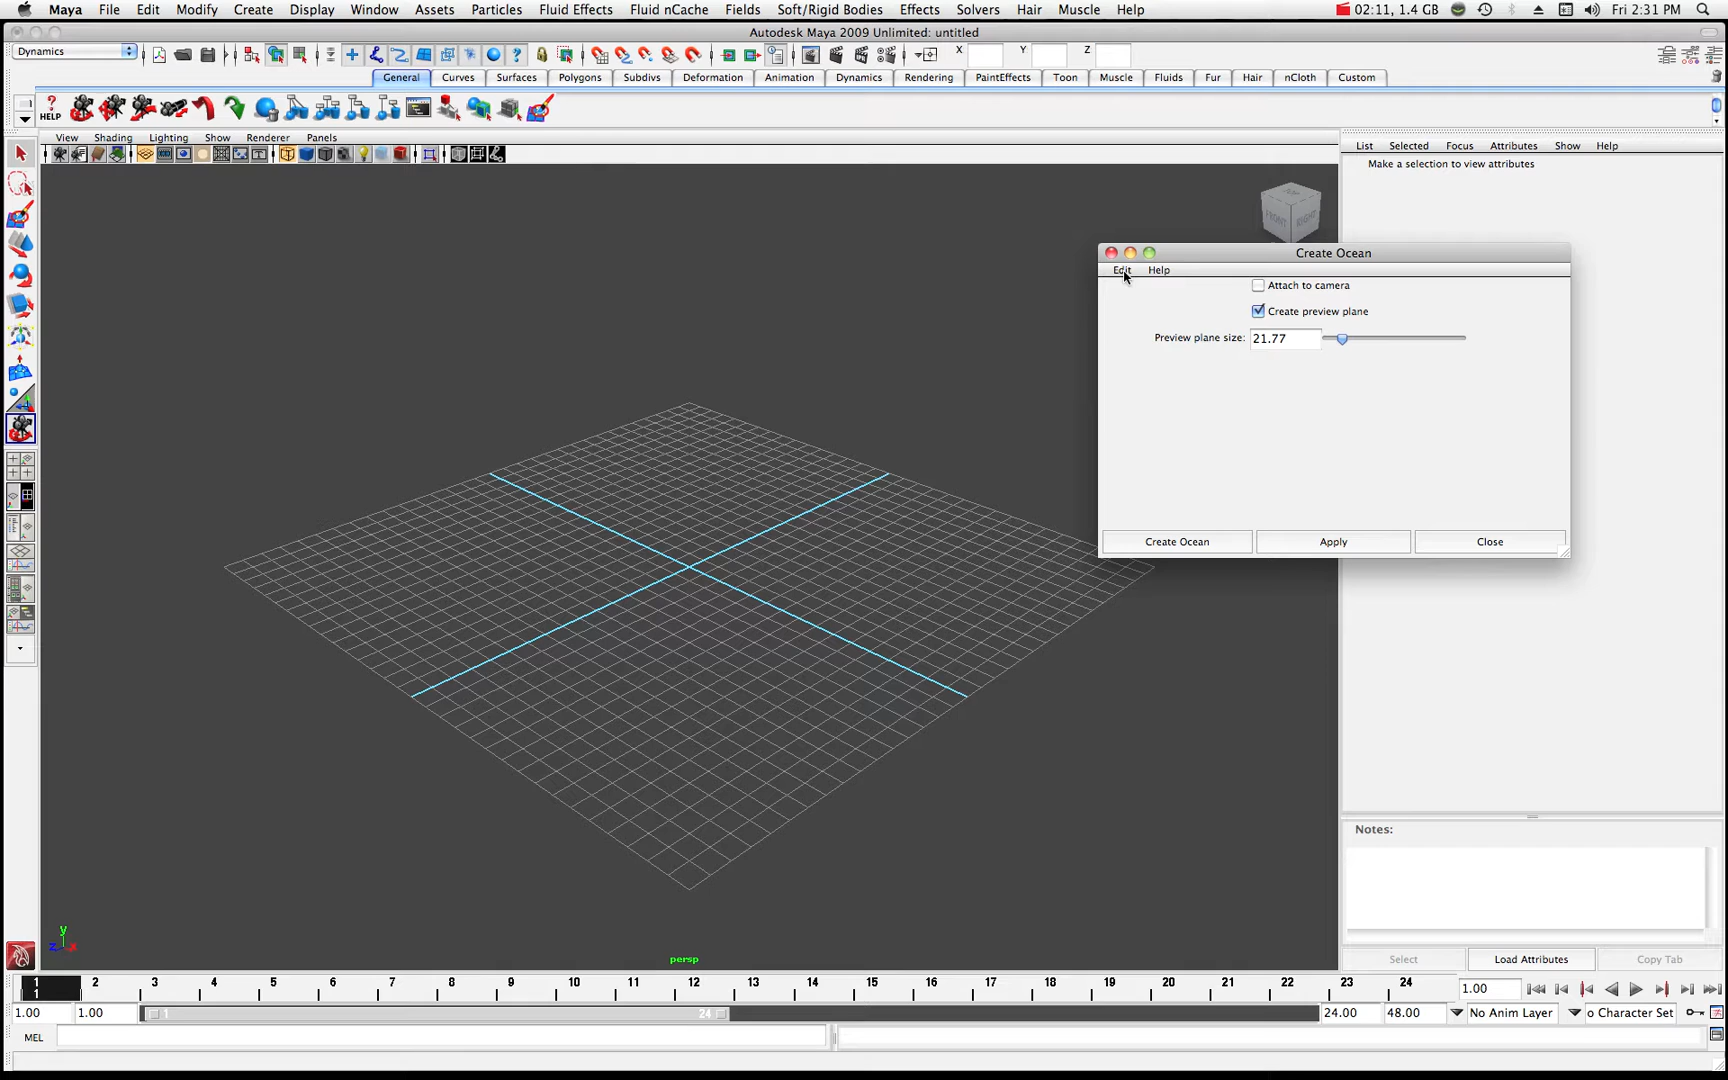 Maya File Edit Modify Create Display Window Assets Particles Fluid Effects Fluid nCache Fields Soft/Rigid Bodies Effects Solvers Hair Muscle Help 02:11, 1.4 GB Fri 2:31 PM
Autodesk Maya 2009 Unlimited: untitled
Dynamics X Y Z
General Curves Surfaces Polygons Subdivs Deformation Animation Dynamics Rendering PaintEffects Toon Muscle Fluids Fur Hair nCloth Custom
HELP
View Shading Lighting Show Renderer Panels
List Selected Focus Attributes Show Help
Make a selection to view attributes
FRONT RIGHT
Create Ocean
Edit Help
Attach to camera
Create preview plane
Preview plane size: 21.77
Create Ocean Apply Close
Notes:
y
z x
persp
Select Load Attributes Copy Tab
1 2 3 4 5 6 7 8 9 10 11 12 13 14 15 16 17 18 19 20 21 22 23 24 1.00
1
1.00 1.00 1 24 24.00 48.00 No Anim Layer o Character Set
MEL